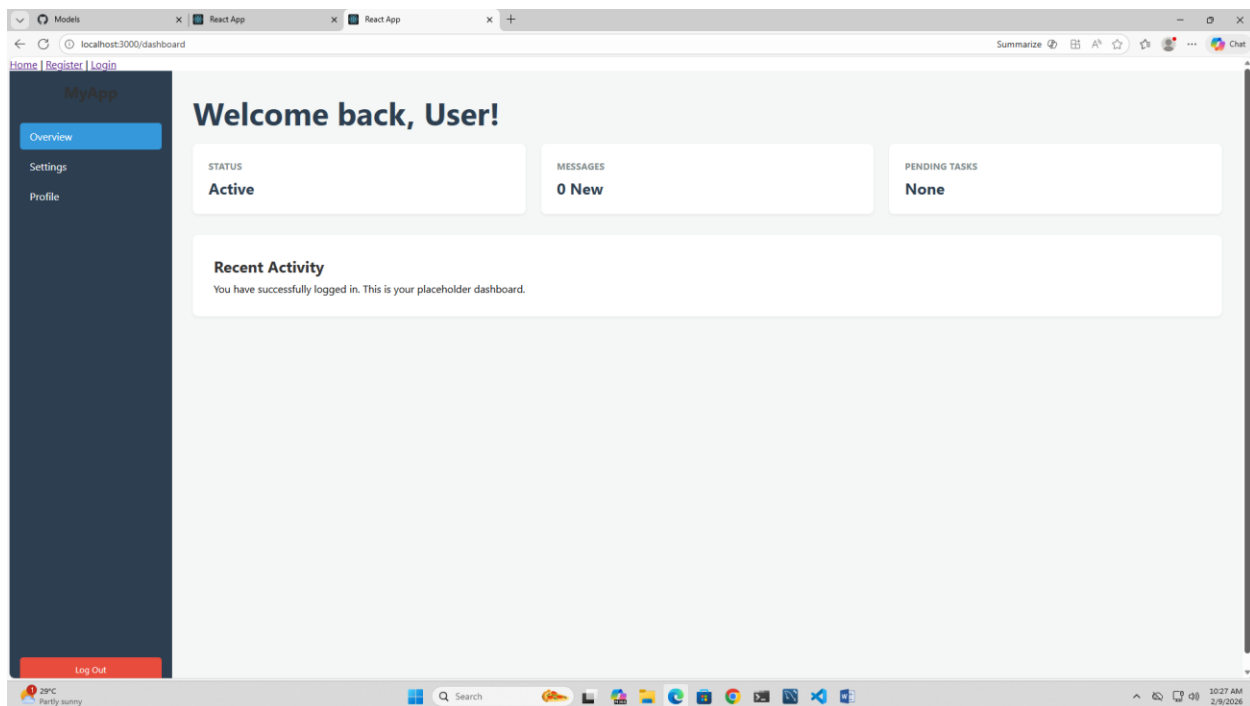 Models
React App
React App
localhost:3000/dashboard
Summarize
Chat
Home | Register | Login
MyApp
Overview
Settings
Profile
Log Out
Welcome back, User!
STATUS
Active
MESSAGES
0 New
PENDING TASKS
None
Recent Activity
You have successfully logged in. This is your placeholder dashboard.
1
29°C
Partly sunny
Search
10:27 AM
2/9/2026